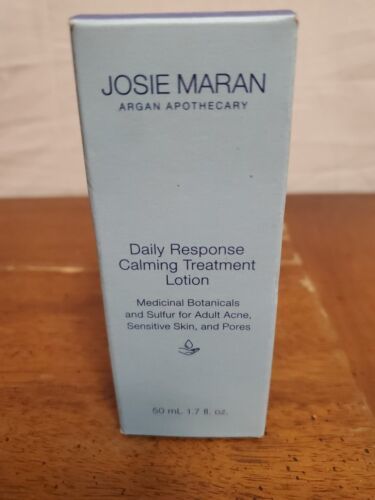 JOSIE MARAN
ARGAN APOTHECARY
Daily Response
Calming Treatment
Lotion
Medicinal Botanicals
and Sulfur for Adult Acne,
Sensitive Skin, and Pores
50 mL 1.7 fl. oz.